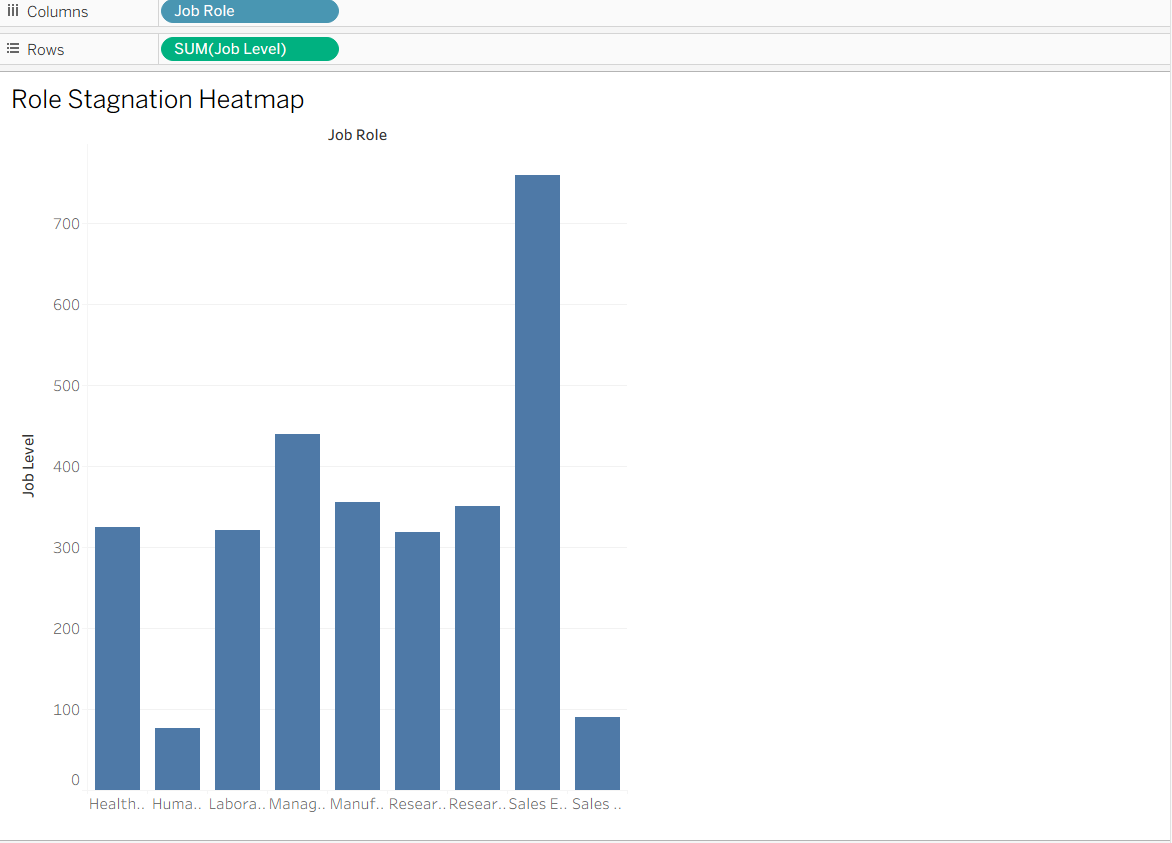 Columns
Job Role
Rows
SUM(Job Level)
Role Stagnation Heatmap
Job Role
700
600
500
400
300
200
100
0
Job Level
Health.. Huma.. Labora.. Manag.. Manuf.. Resear.. Resear.. Sales E.. Sales ..